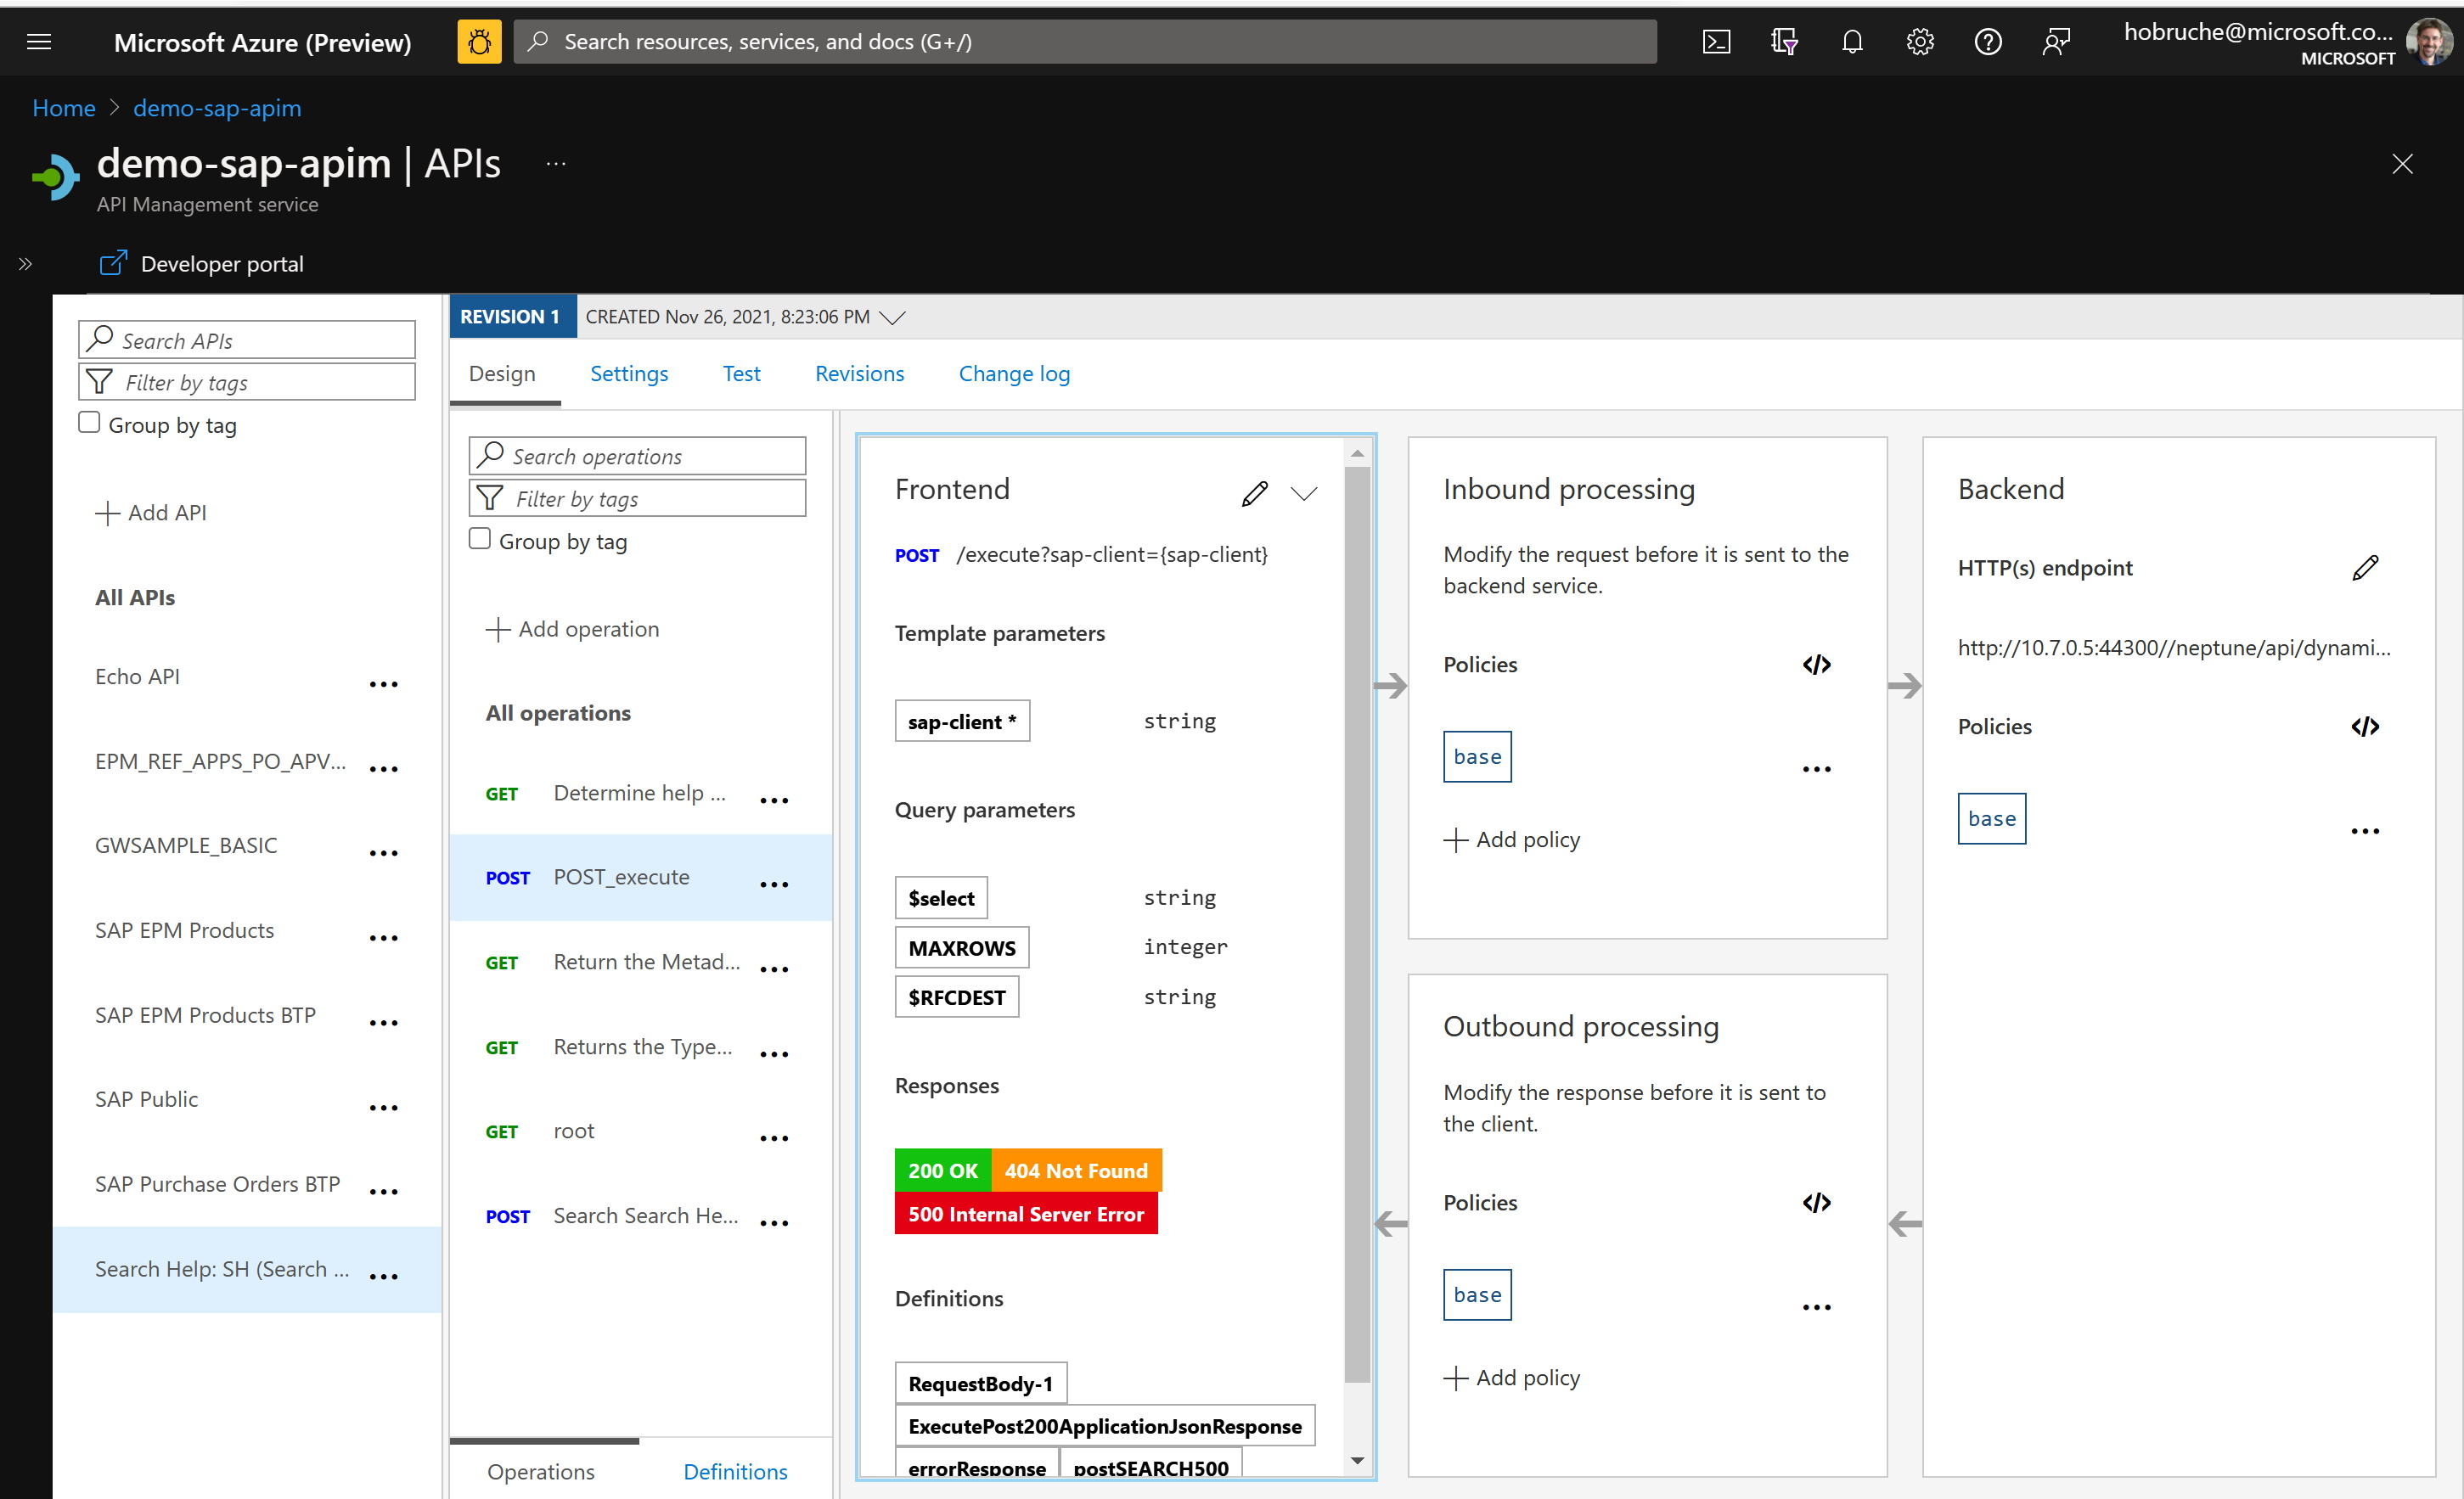 Microsoft Azure (Preview)
Search resources, services, and docs (G+/)
hobruche@microsoft.co...
MICROSOFT
Home > demo-sap-apim
demo-sap-apim | APIs ...
API Management service
» Developer portal
Search APIs
Filter by tags
Group by tag
Add API
All APIs
Echo API
EPM_REF_APPS_PO_APV...
GWSAMPLE_BASIC
SAP EPM Products
SAP EPM Products BTP
SAP Public
SAP Purchase Orders BTP
Search Help: SH (Search ...
REVISION 1 CREATED Nov 26, 2021, 8:23:06 PM
Design Settings Test Revisions Change log
Search operations
Filter by tags
Group by tag
Add operation
All operations
GET Determine help ...
POST POST_execute
GET Return the Metad...
GET Returns the Type...
GET root
POST Search Search He...
Operations Definitions
Frontend
POST /execute?sap-client={sap-client}
Template parameters
sap-client * string
Query parameters
$select string
MAXROWS integer
$RFCDEST string
Responses
200 OK 404 Not Found
500 Internal Server Error
Definitions
RequestBody-1
ExecutePost200ApplicationJsonResponse
errorResponse postSEARCH500
Inbound processing
Modify the request before it is sent to the
backend service.
Policies </>
base
Add policy
Outbound processing
Modify the response before it is sent to
the client.
Policies </>
base
Add policy
Backend
HTTP(s) endpoint
http://10.7.0.5:44300//neptune/api/dynami...
Policies </>
base